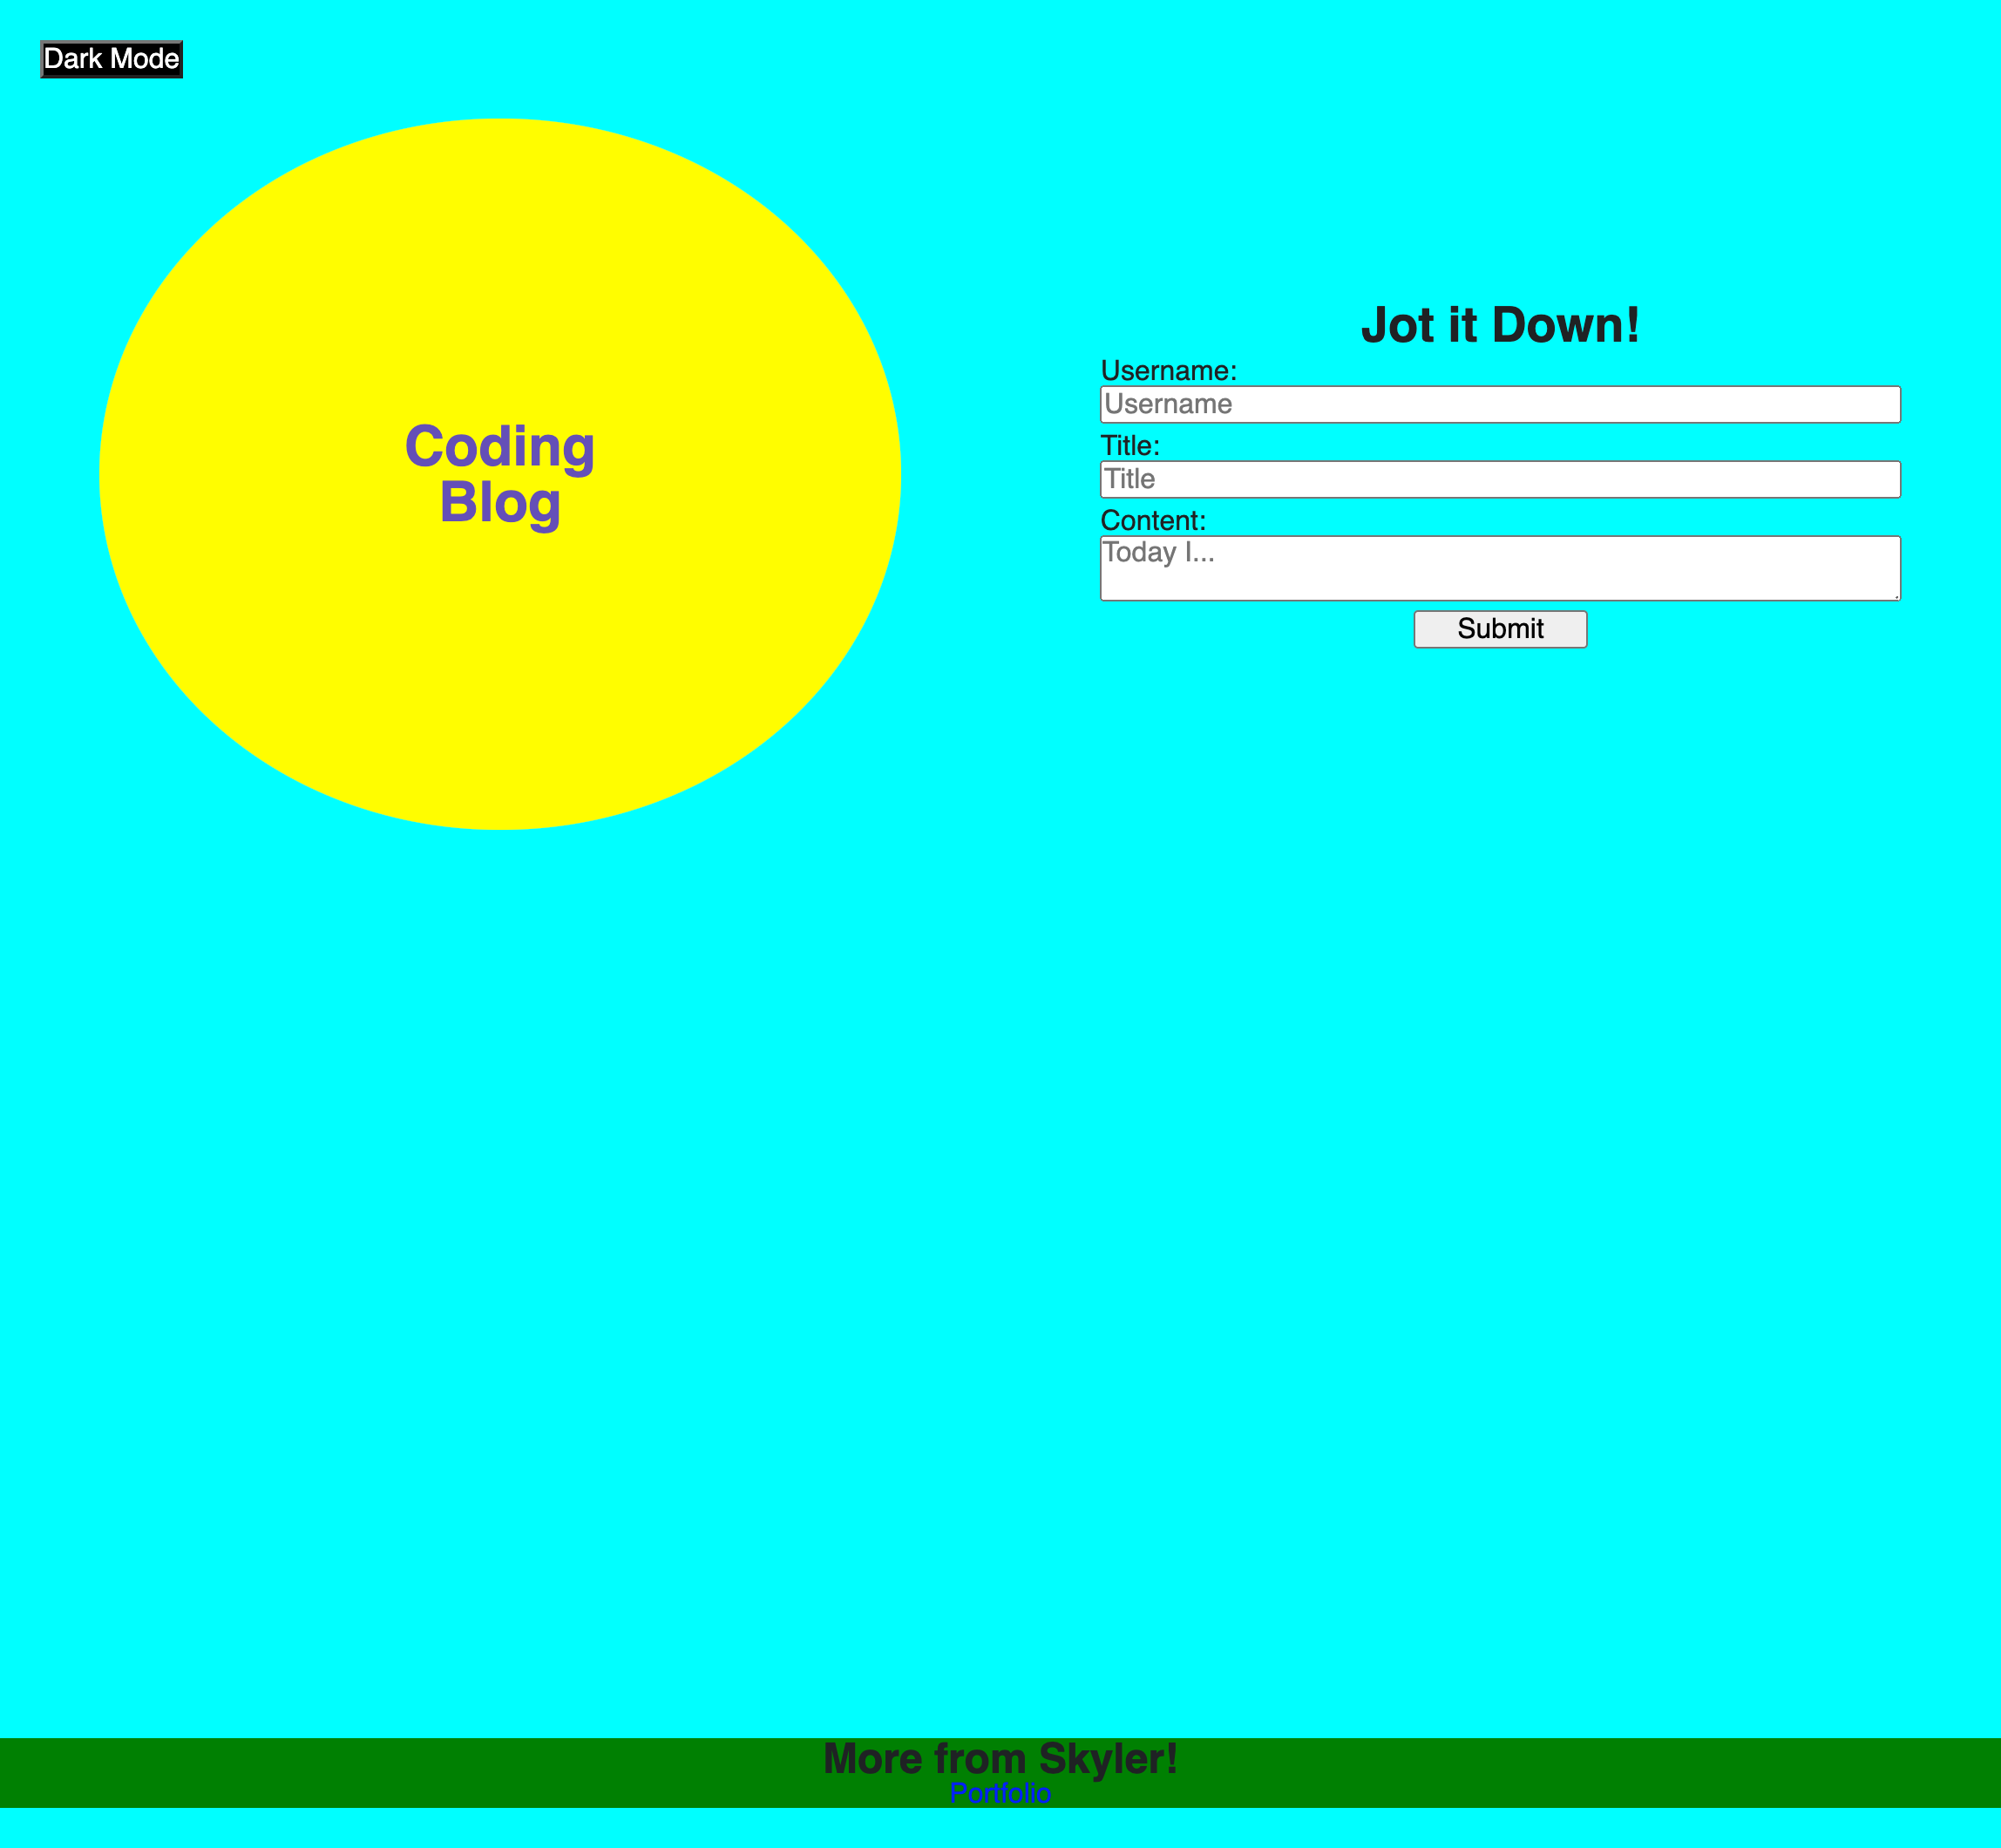 Dark Mode
Coding
Blog
Jot it Down!
Username:
Username
Title:
Title
Content:
Today I...
Submit
More from Skyler!
Portfolio